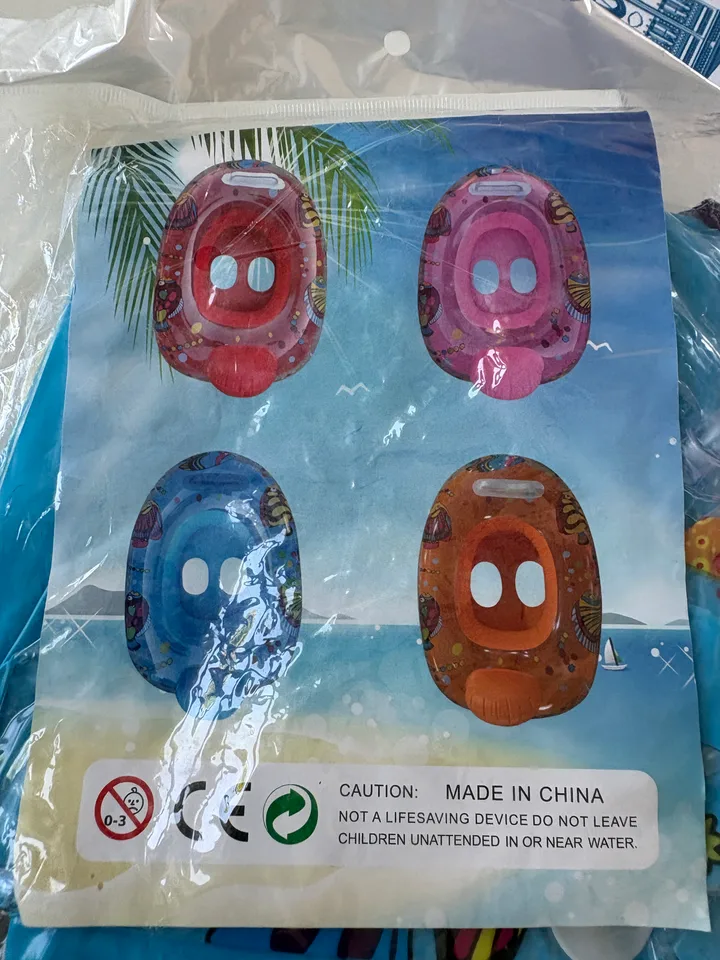 0-3
CE
CAUTION: MADE IN CHINA
NOT A LIFESAVING DEVICE DO NOT LEAVE
CHILDREN UNATTENDED IN OR NEAR WATER.